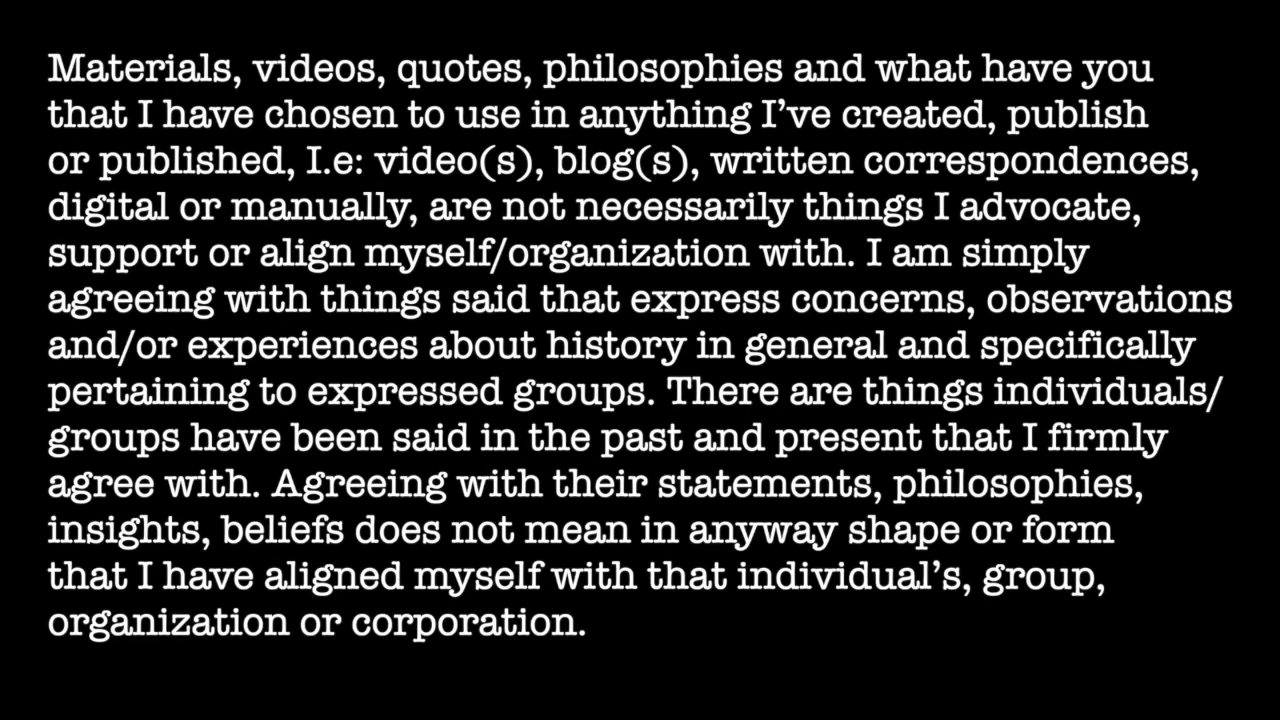 Materials, videos, quotes, philosophies and what have you
that I have chosen to use in anything I’ve created, publish
or published, I.e: video(s), blog(s), written correspondences,
digital or manually, are not necessarily things I advocate,
support or align myself/organization with. I am simply
agreeing with things said that express concerns, observations
and/or experiences about history in general and specifically
pertaining to expressed groups. There are things individuals/
groups have been said in the past and present that I firmly
agree with. Agreeing with their statements, philosophies,
insights, beliefs does not mean in anyway shape or form
that I have aligned myself with that individual’s, group,
organization or corporation.